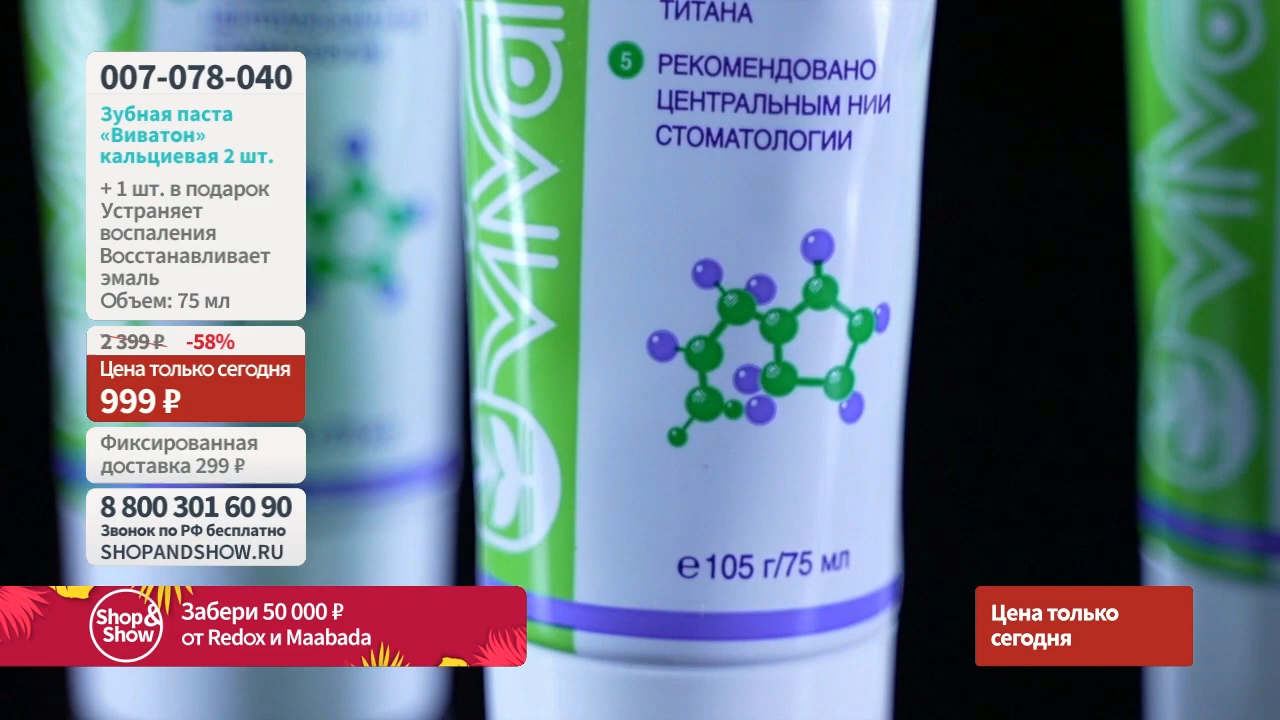 007-078-040
Зубная паста
«Виватон»
кальциевая 2 шт.
+ 1 шт. в подарок
Устраняет
воспаления
Восстанавливает
эмаль
Объем: 75 мл
2 399 ₽ -58%
Цена только сегодня
999 ₽
Фиксированная
доставка 299 ₽
8 800 301 60 90
Звонок по РФ бесплатно
SHOPANDSHOW.RU
Shop&
Show
Забери 50 000 ₽
от Redox и Maabada
ТИТАНА
5 РЕКОМЕНДОВАНО
ЦЕНТРАЛЬНЫМ НИИ
СТОМАТОЛОГИИ
℮ 105 г/75 мл
Цена только
сегодня